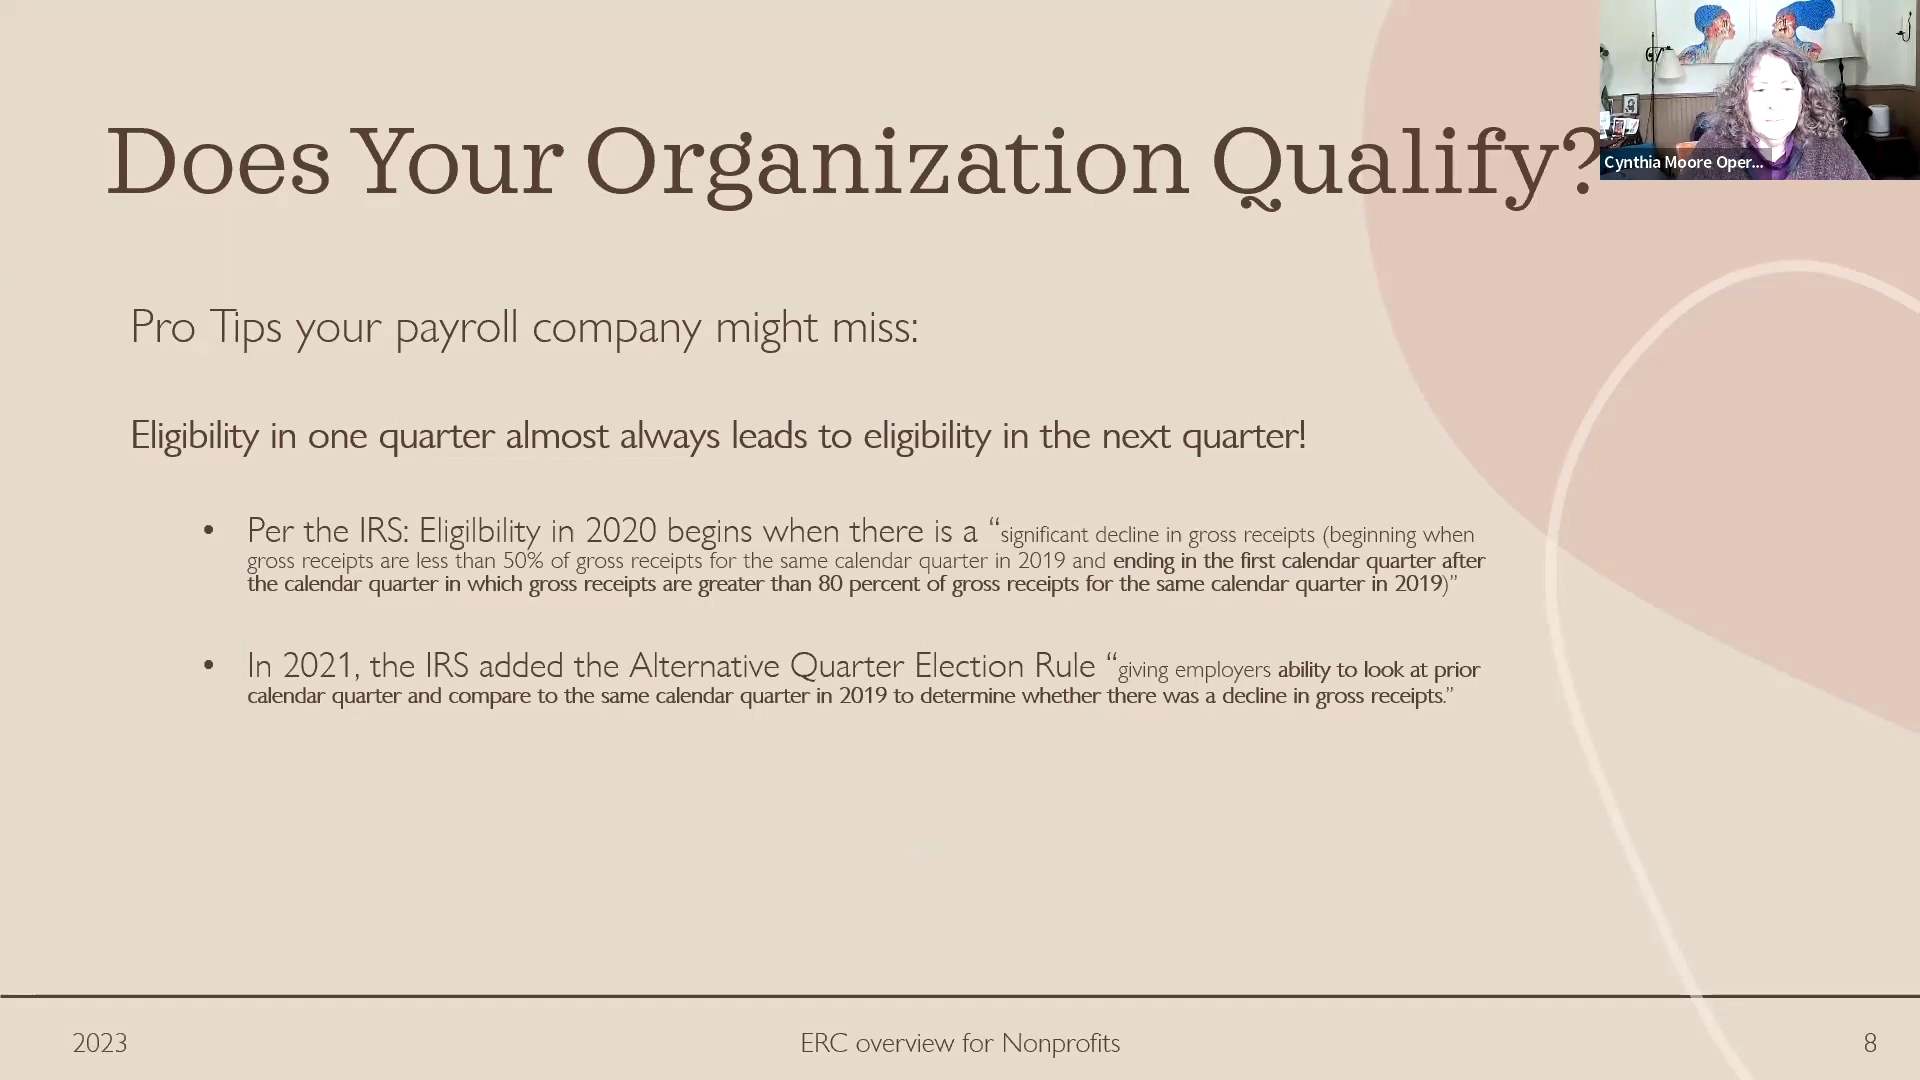 Does Your Organization Qualify?
Cynthia Moore Oper...
Pro Tips your payroll company might miss:
Eligibility in one quarter almost always leads to eligibility in the next quarter!
• Per the IRS: Eligilbility in 2020 begins when there is a “significant decline in gross receipts (beginning when
gross receipts are less than 50% of gross receipts for the same calendar quarter in 2019 and ending in the first calendar quarter after
the calendar quarter in which gross receipts are greater than 80 percent of gross receipts for the same calendar quarter in 2019)”
• In 2021, the IRS added the Alternative Quarter Election Rule “giving employers ability to look at prior
calendar quarter and compare to the same calendar quarter in 2019 to determine whether there was a decline in gross receipts.”
2023
ERC overview for Nonprofits
8